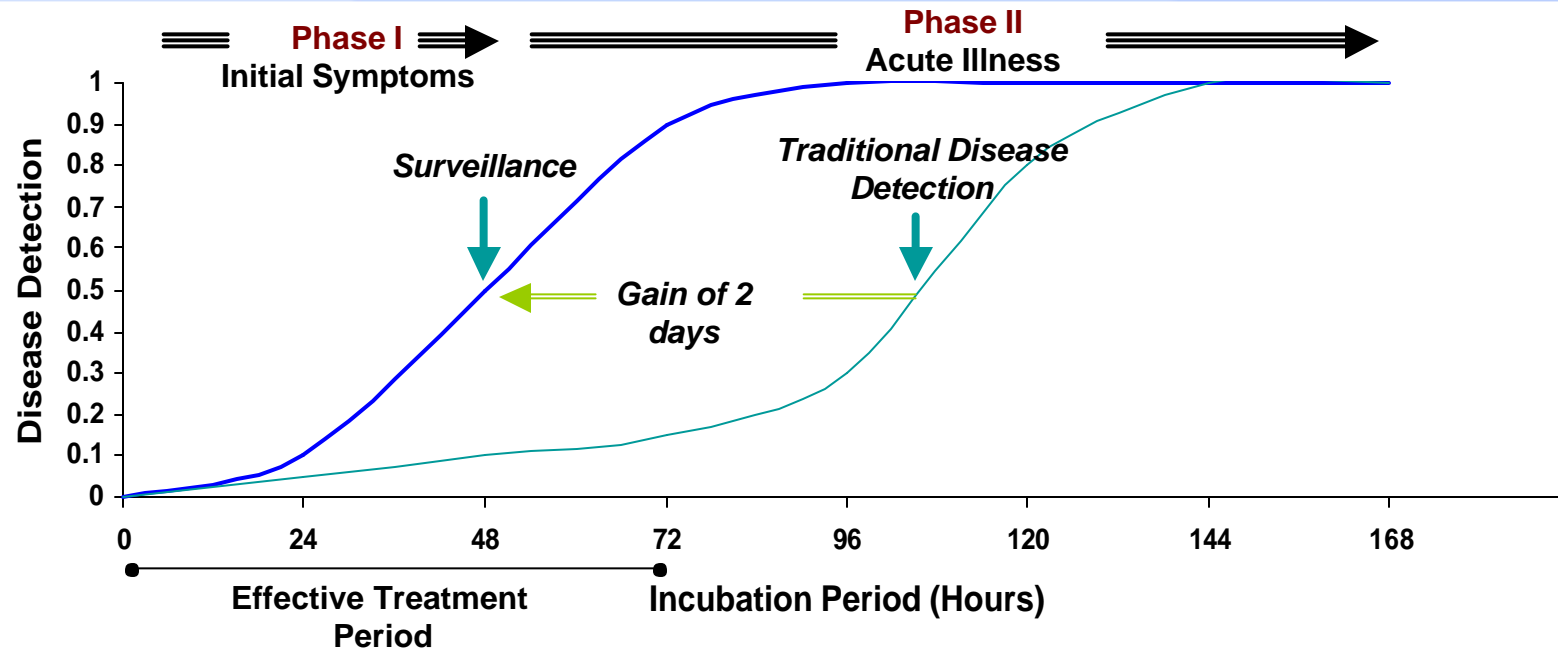 Phase I
Initial Symptoms
Phase II
Acute Illness
Disease Detection
1
0.9
0.8
0.7
0.6
0.5
0.4
0.3
0.2
0.1
0
Surveillance
Traditional Disease
Detection
Gain of 2
days
0 24 48 72 96 120 144 168
Effective Treatment
Period
Incubation Period (Hours)